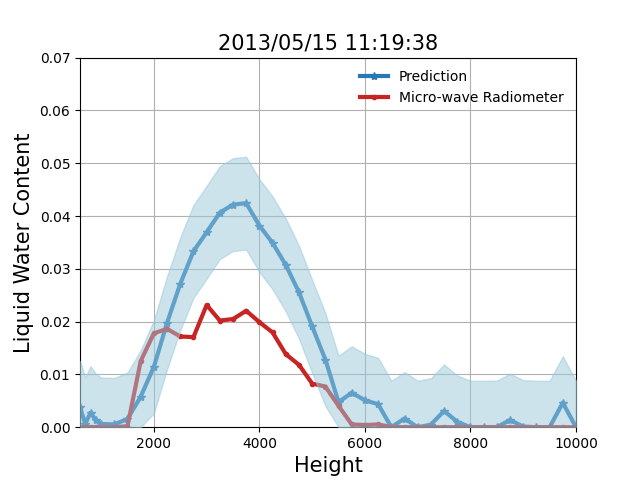 2013/05/15 11:19:38
Prediction
Micro-wave Radiometer
Liquid Water Content
0.07
0.06
0.05
0.04
0.03
0.02
0.01
0.00
2000 4000 6000 8000 10000
Height